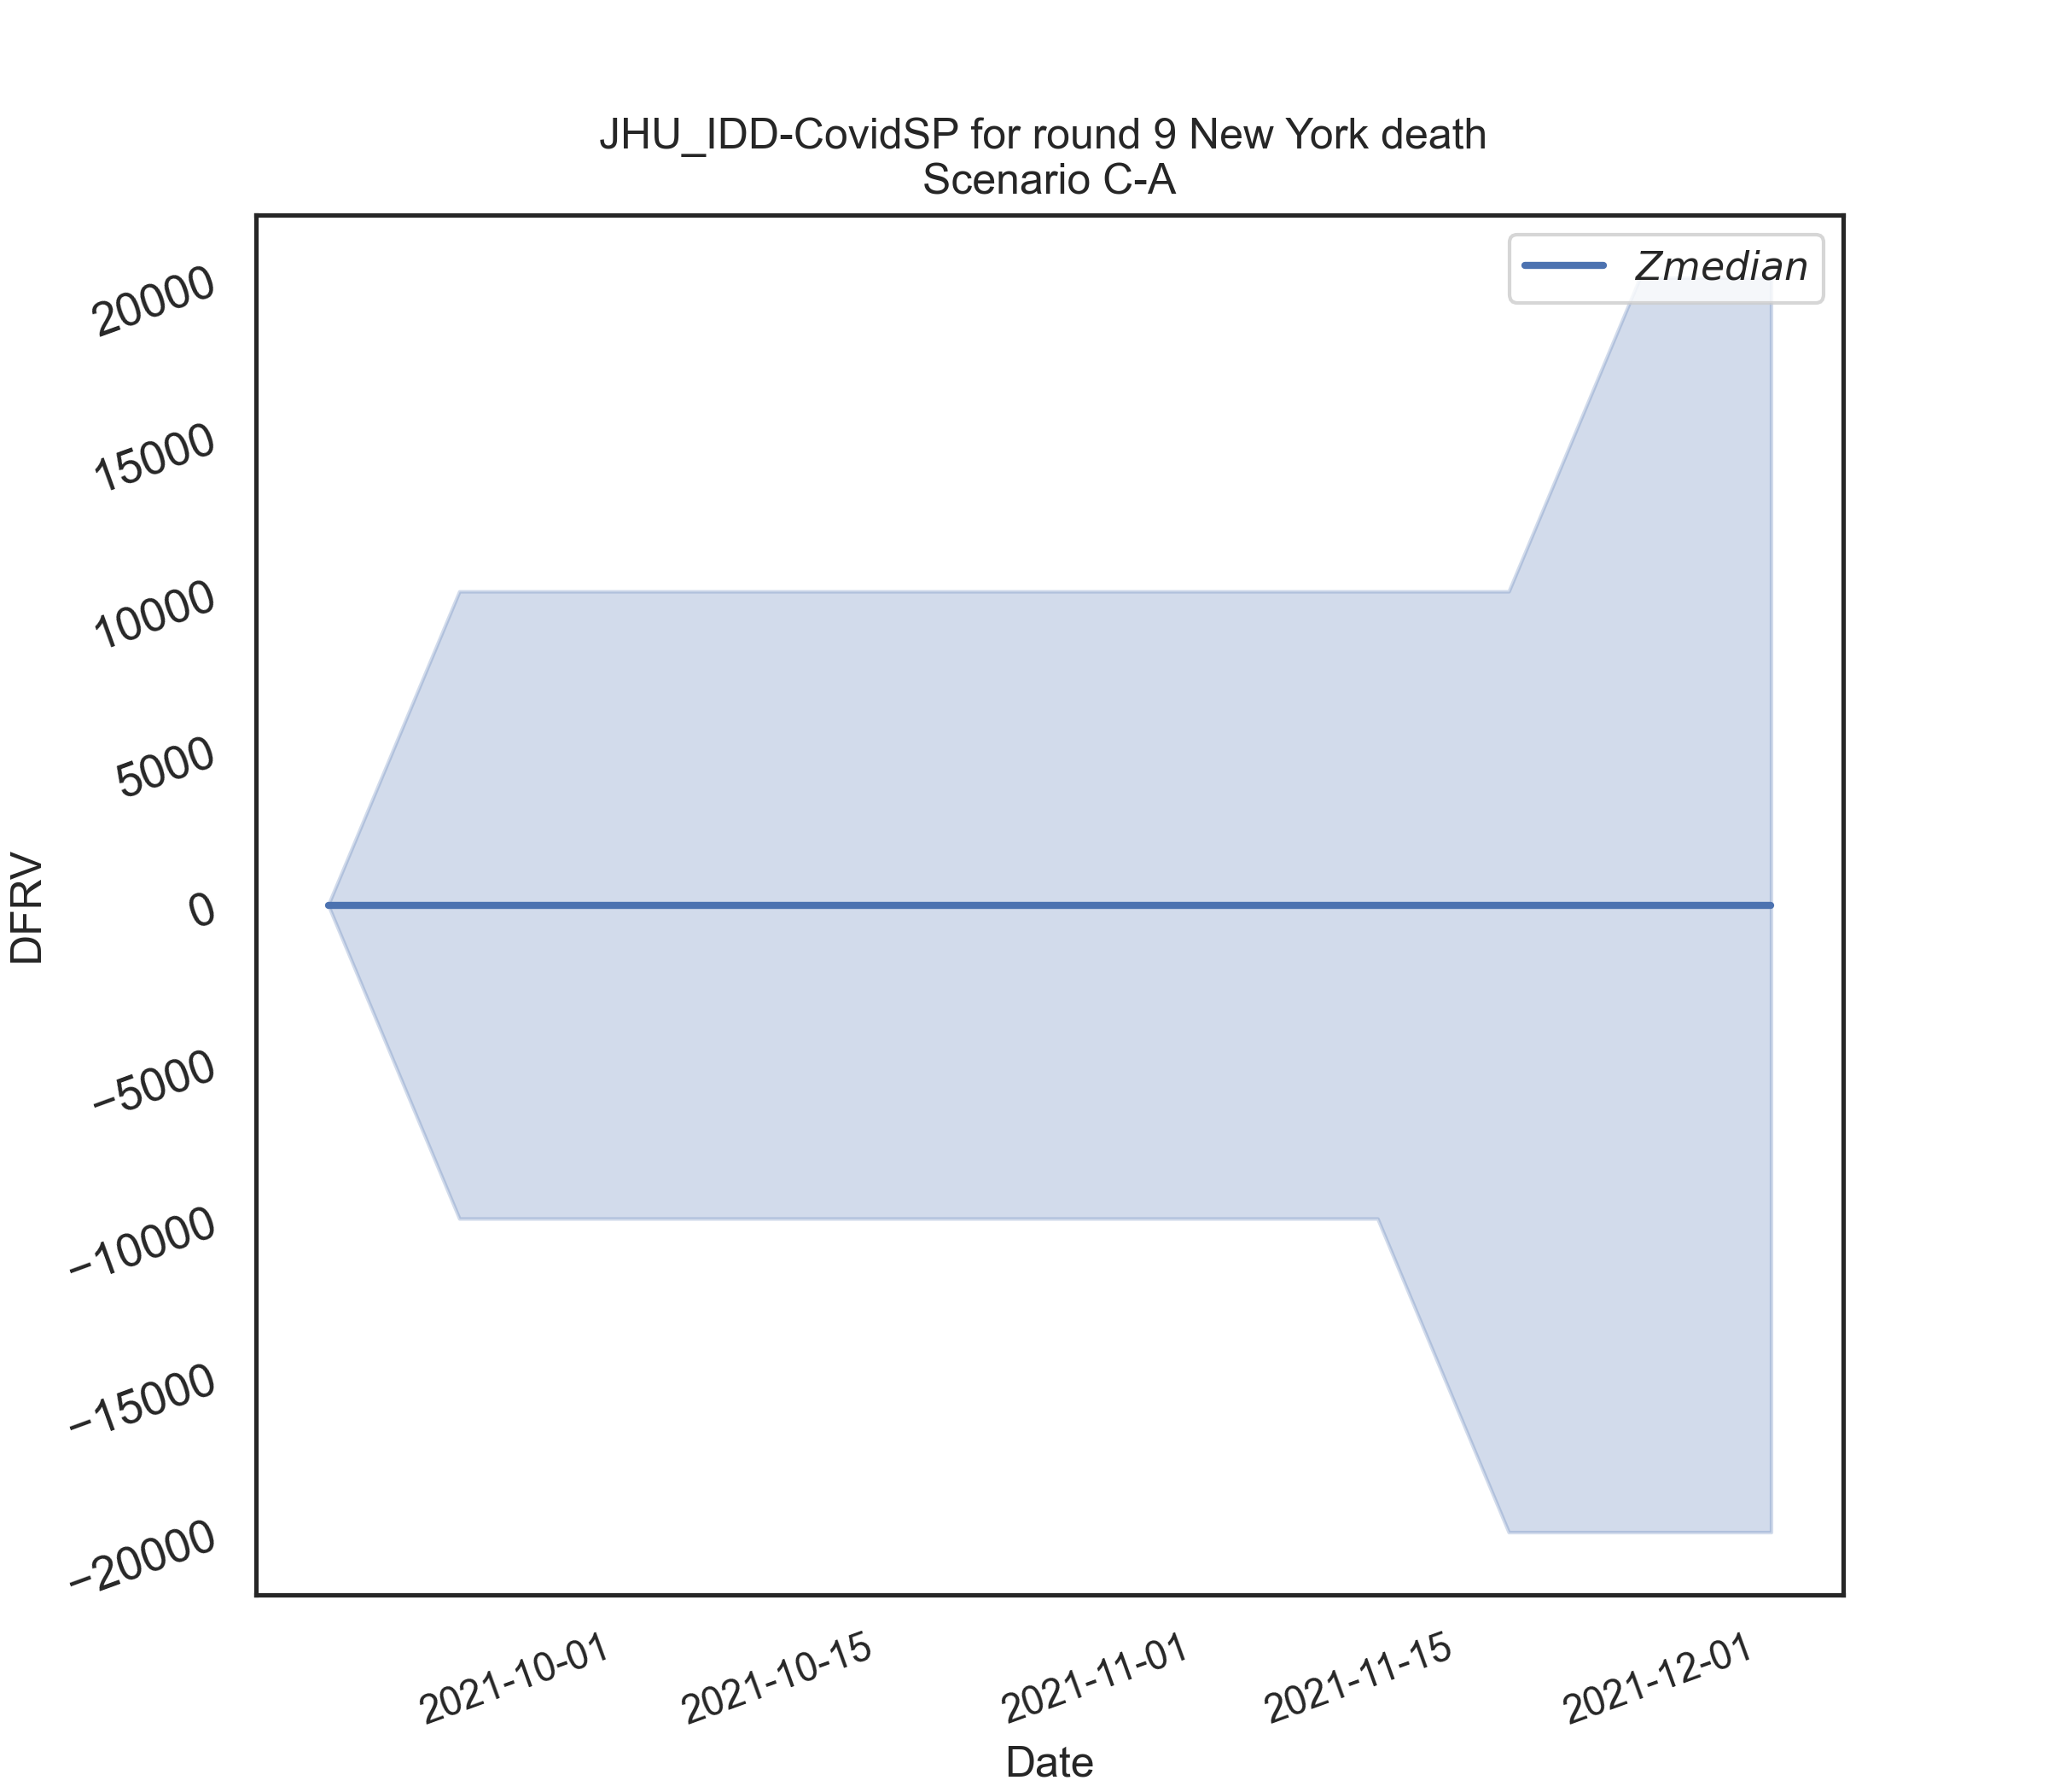 JHU_IDD-CovidSP for round 9 New York death
Scenario C-A
Zmedian
20000
15000
10000
5000
0
−5000
−10000
−15000
−20000
DFRV
2021-10-01
2021-10-15
2021-11-01
2021-11-15
2021-12-01
Date